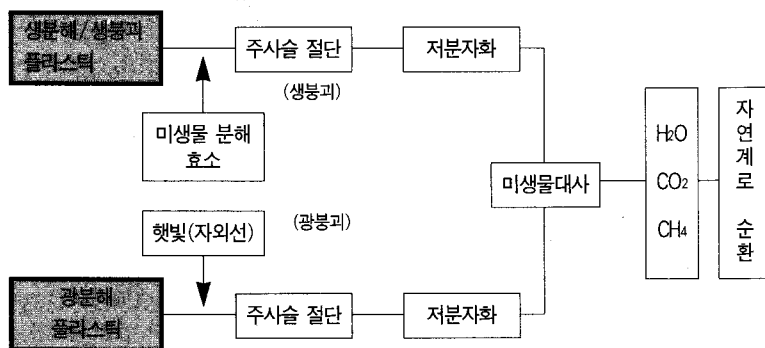 생분해/생붕괴
플라스틱
주사슬 절단
저분자화
(생붕괴)
미생물 분해
효소
미생물대사
H₂O
CO₂
CH₄
자연계로 순환
햇빛(자외선)
(광붕괴)
광분해
플라스틱
주사슬 절단
저분자화